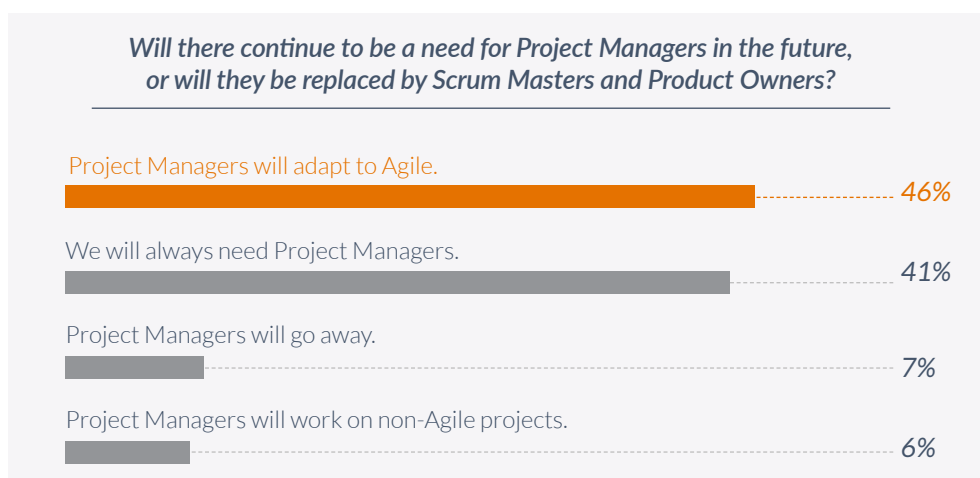 Will there continue to be a need for Project Managers in the future,
or will they be replaced by Scrum Masters and Product Owners?
Project Managers will adapt to Agile.
46%
We will always need Project Managers.
41%
Project Managers will go away.
7%
Project Managers will work on non-Agile projects.
6%